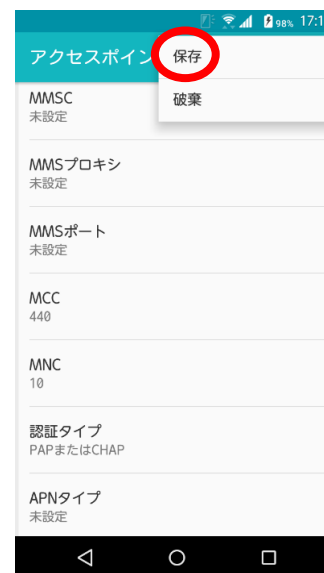 98% 17:1
アクセスポイン
保存
破棄
MMSC
未設定
MMSプロキシ
未設定
MMSポート
未設定
MCC
440
MNC
10
認証タイプ
PAPまたはCHAP
APNタイプ
未設定